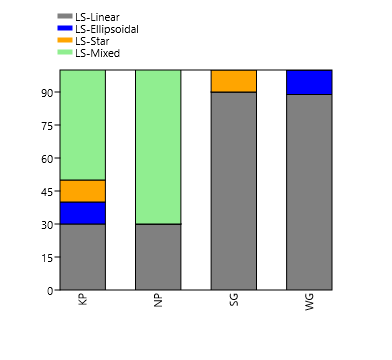 LS-Linear
LS-Ellipsoidal
LS-Star
LS-Mixed
90
75
60
45
30
15
0
KP
NP
SG
WG